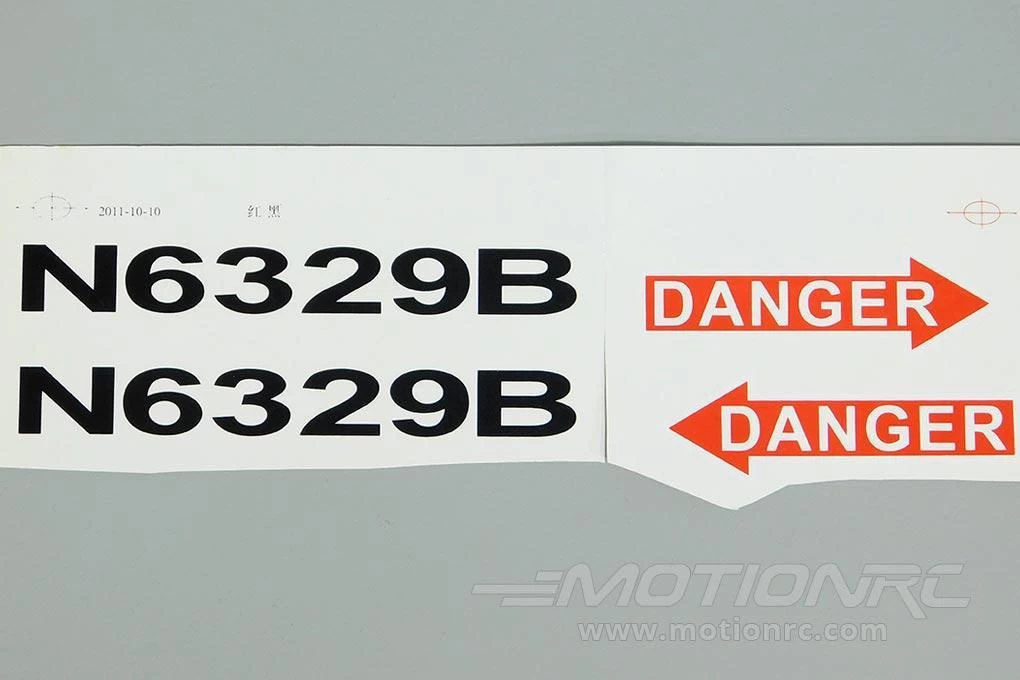 2011-10-10 红 黑
N6329B
N6329B
DANGER
DANGER
MOTIONRC
www.motionrc.com